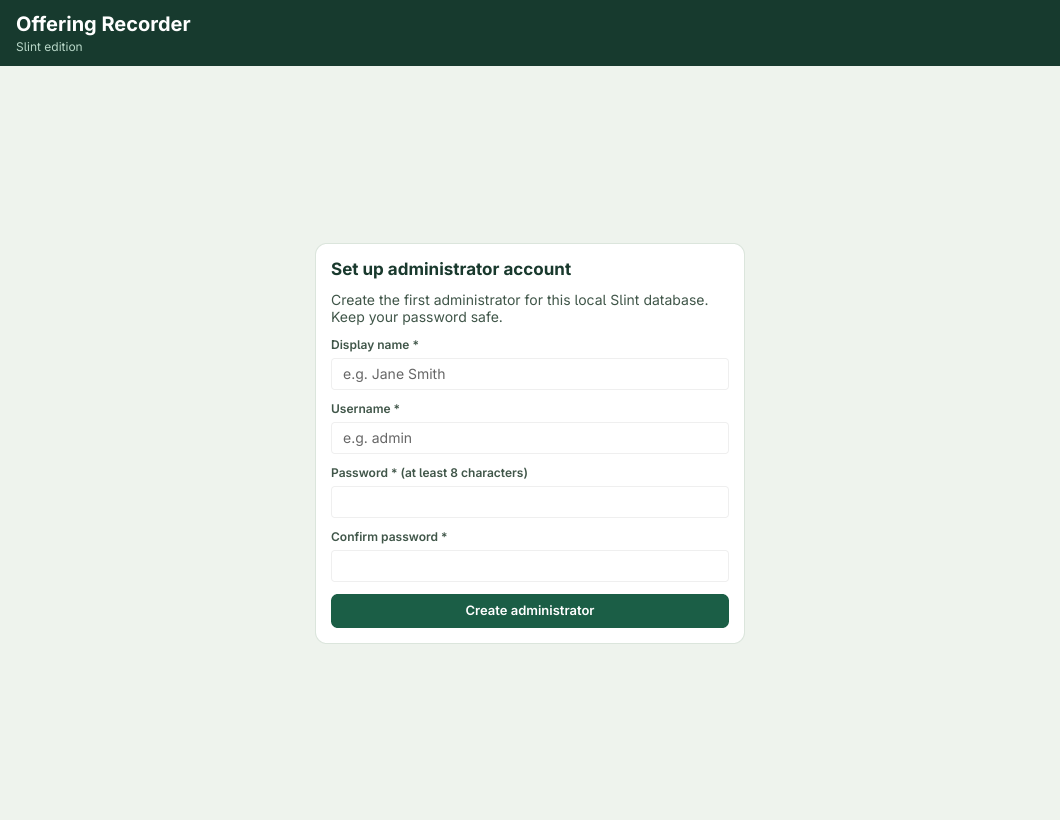 Offering Recorder
Slint edition
Set up administrator account
Create the first administrator for this local Slint database.
Keep your password safe.
Display name *
e.g. Jane Smith
Username *
e.g. admin
Password * (at least 8 characters)
Confirm password *
Create administrator